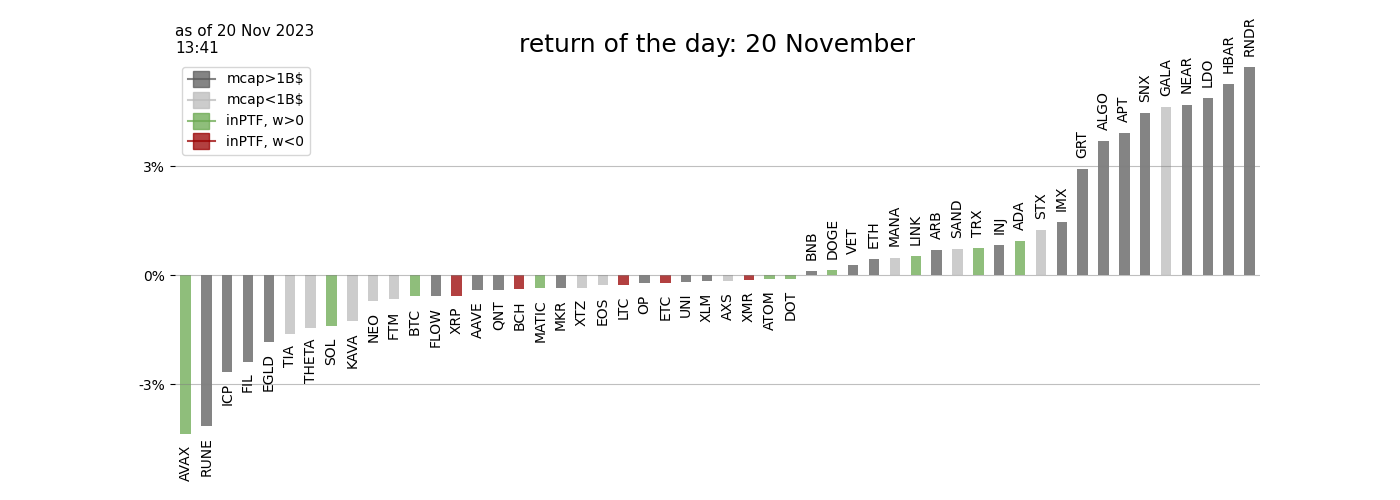 as of 20 Nov 2023
13:41
return of the day: 20 November
mcap>1B$
mcap<1B$
inPTF, w>0
inPTF, w<0
3%
0%
-3%
AVAX
RUNE
ICP
FIL
EGLD
TIA
THETA
SOL
KAVA
NEO
FTM
BTC
FLOW
XRP
AAVE
QNT
BCH
MATIC
MKR
XTZ
EOS
LTC
OP
ETC
UNI
XLM
AXS
XMR
ATOM
DOT
BNB
DOGE
VET
ETH
MANA
LINK
ARB
SAND
TRX
INJ
ADA
STX
IMX
GRT
ALGO
APT
SNX
GALA
NEAR
LDO
HBAR
RNDR